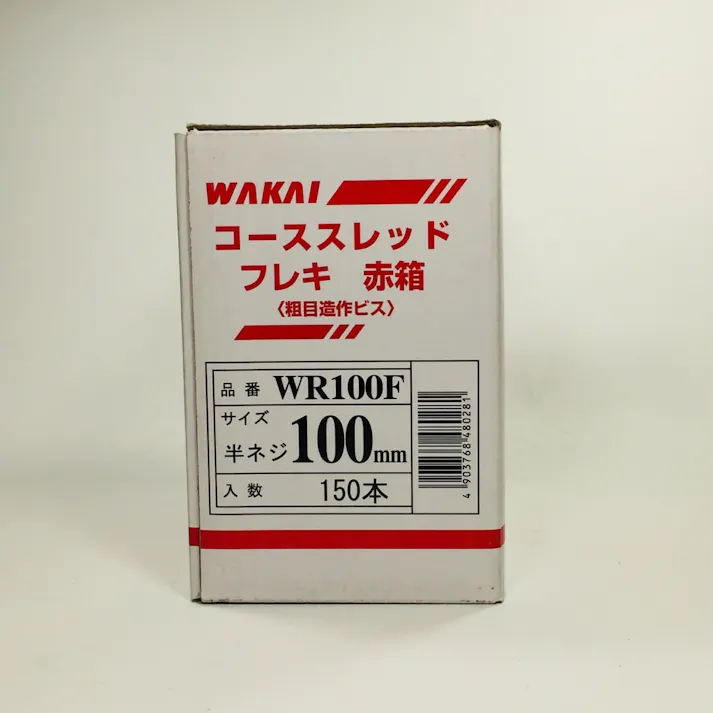 WAKAI
コーススレッド
フレキ 赤箱
〈粗目造作ビス〉
品番 WR100F
サイズ
半ネジ 100mm
入数 150本
4 903768 480281